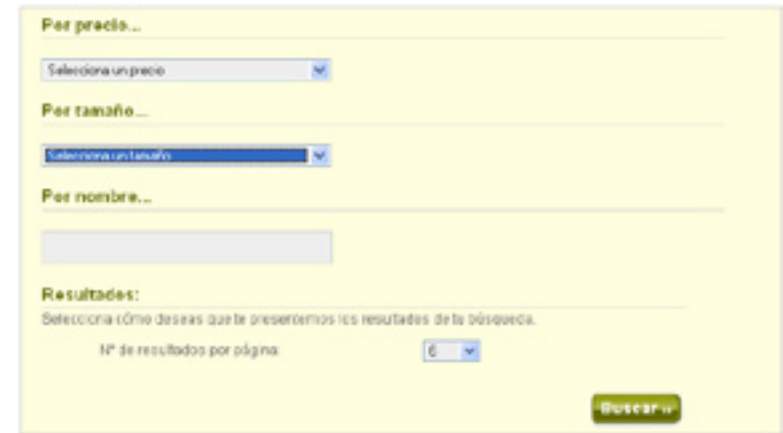 Por precio...
Selecciona un precio
Por tamaño...
Selecciona un tamaño
Por nombre...
Resultados:
Selecciona cómo deseas que te presentemos los resultados de tu búsqueda.
Nº de resultados por página:
6
Buscar »